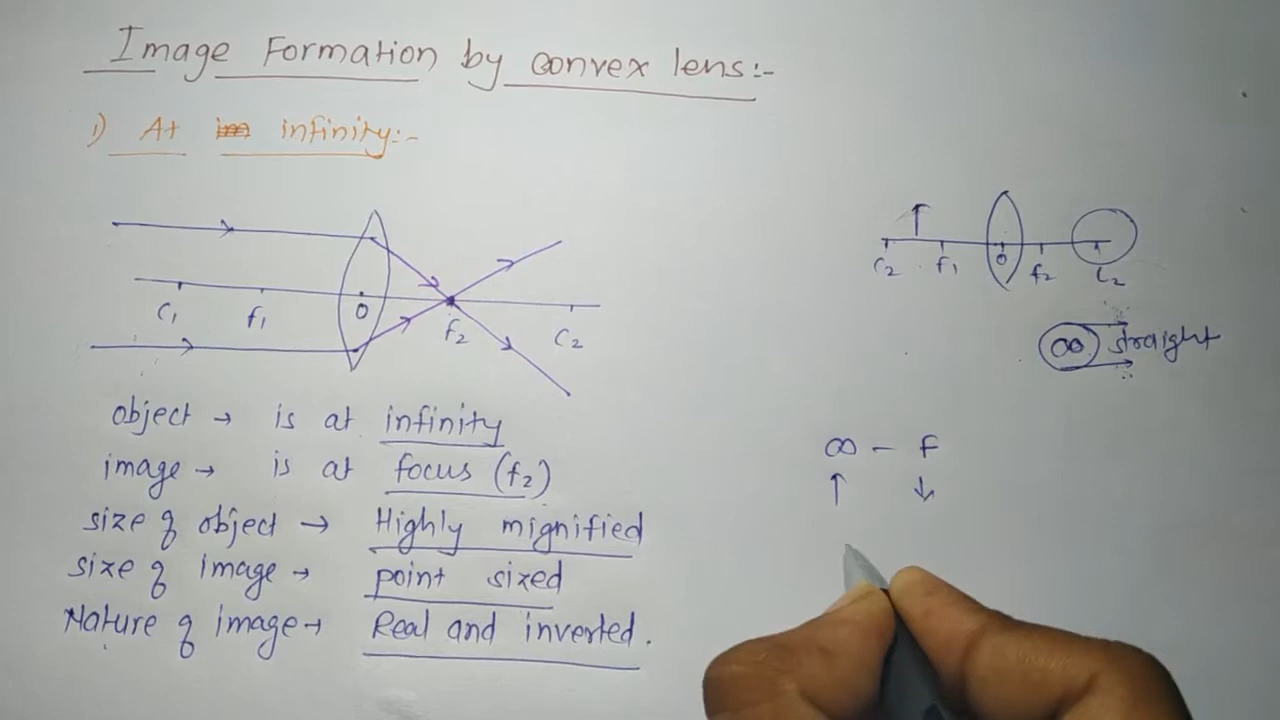 Image Formation by convex lens:-
1) At im infinity:-
C1 f1 O f2 C2
object → is at infinity
image → is at focus (f2)
size of object → Highly mignified
size of image → point sized
Nature of image → Real and inverted.
C2 f1 O f2 C2
∞ straight
∞ - F
↑ ↓